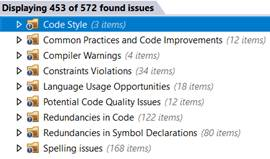 Displaying 453 of 572 found issues
Code Style (3 items)
Common Practices and Code Improvements (12 items)
Compiler Warnings (4 items)
Constraints Violations (34 items)
Language Usage Opportunities (18 items)
Potential Code Quality Issues (12 items)
Redundancies in Code (122 items)
Redundancies in Symbol Declarations (80 items)
Spelling issues (168 items)